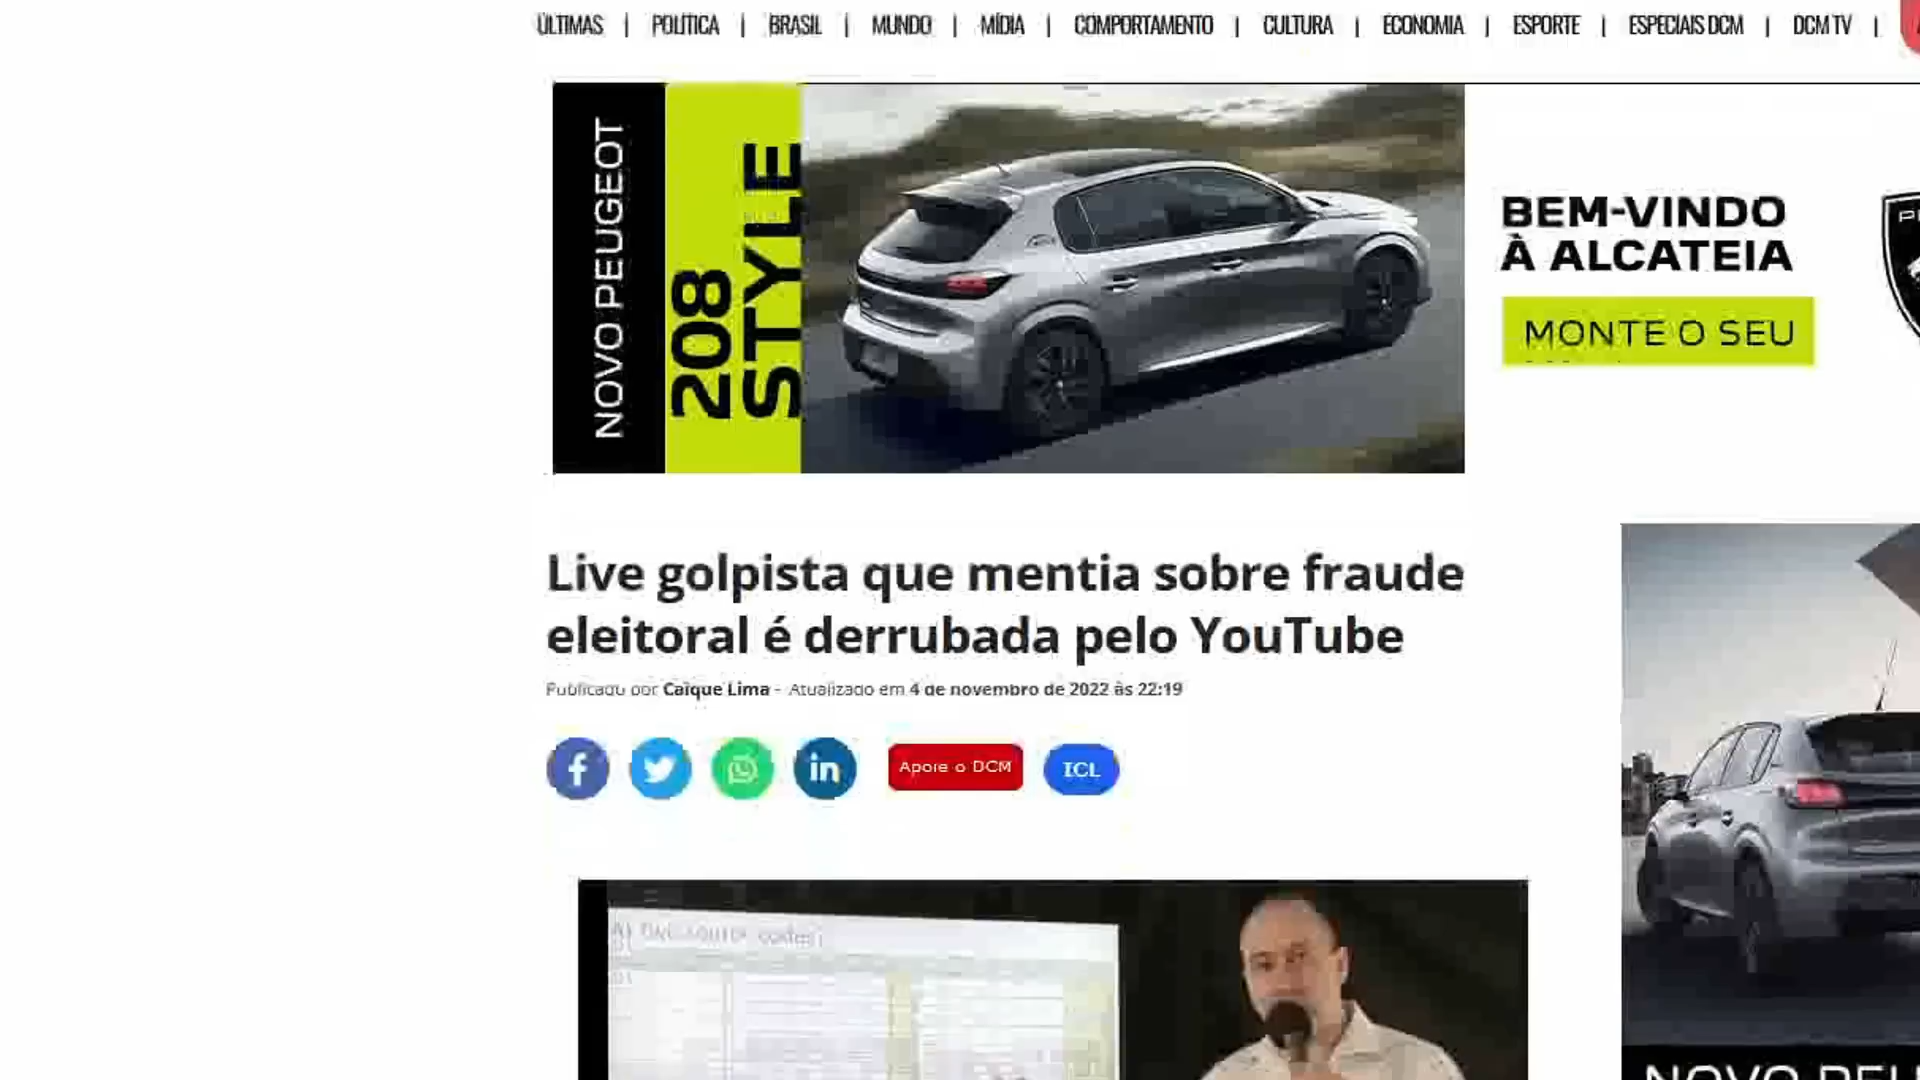 ÚLTIMAS | POLÍTICA | BRASIL | MUNDO | MÍDIA | COMPORTAMENTO | CULTURA | ECONOMIA | ESPORTE | ESPECIAIS DCM | DCM TV |
NOVO PEUGEOT
208
STYLE
BEM-VINDO
À ALCATEIA
MONTE O SEU
Live golpista que mentia sobre fraude
eleitoral é derrubada pelo YouTube
Publicado por Caique Lima - Atualizado em 4 de novembro de 2022 às 22:19
Apoie o DCM
ICL
NOVO